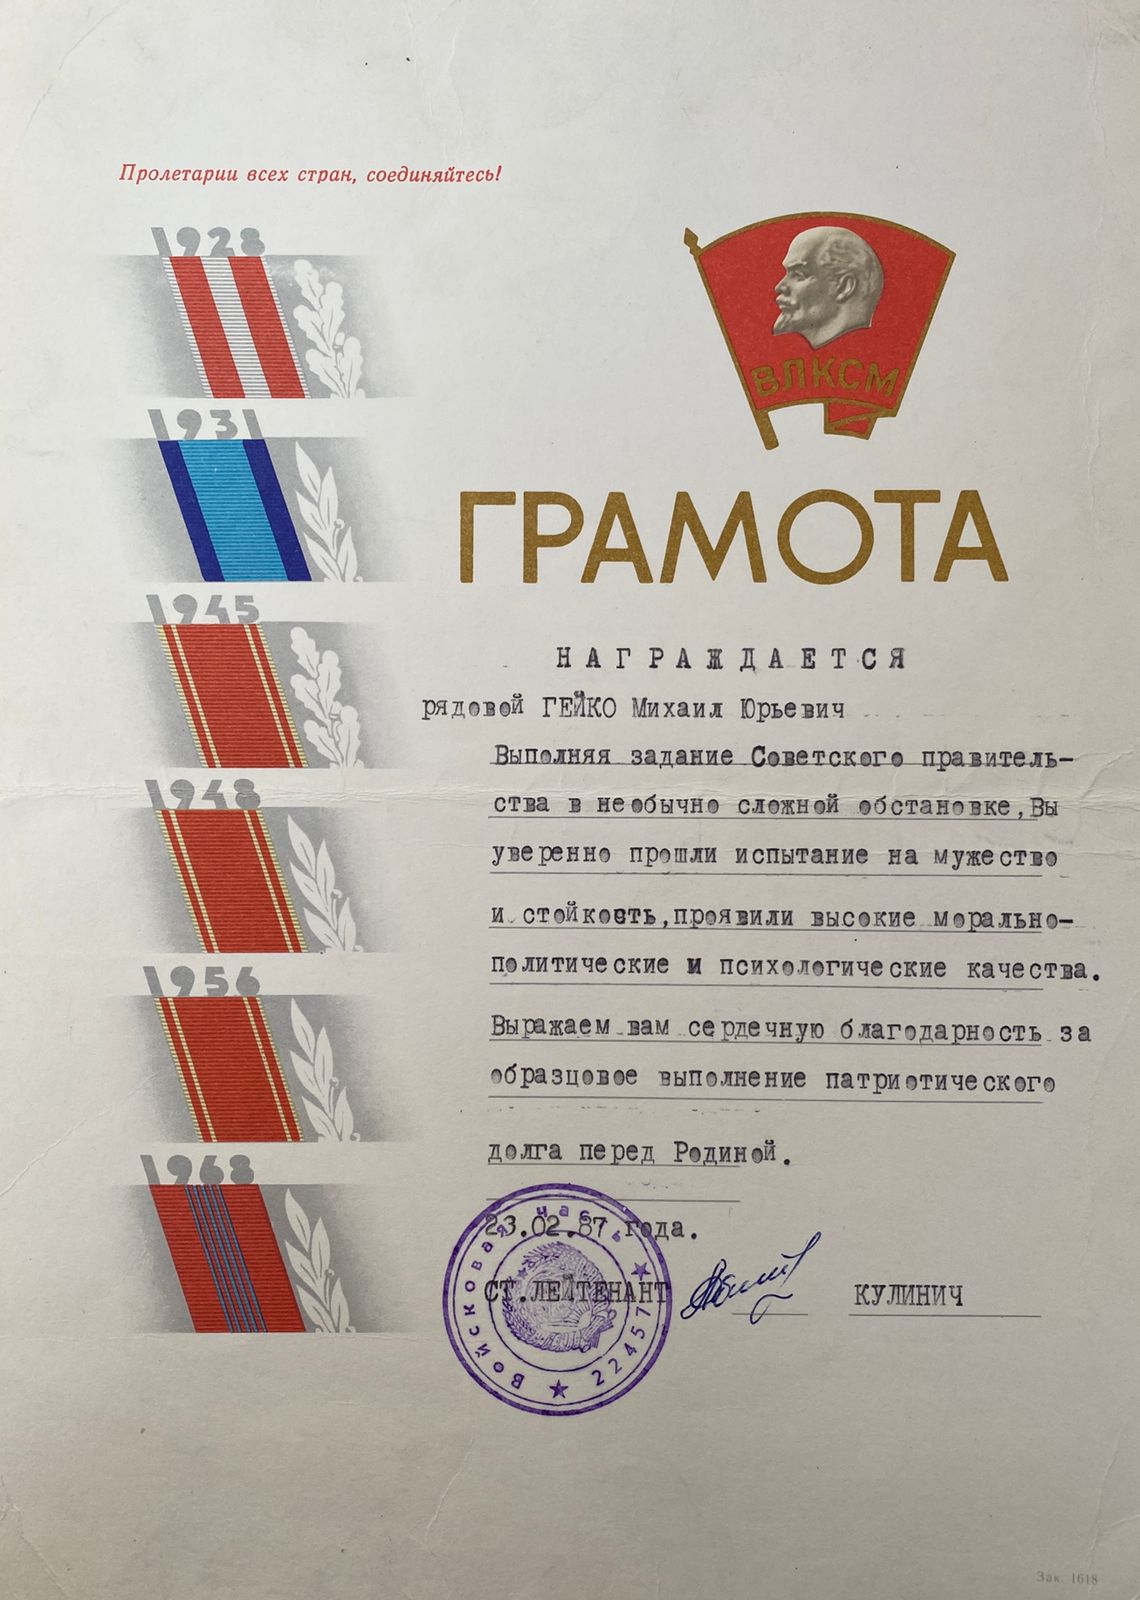 Пролетарии всех стран, соединяйтесь!
1928
1931
1945
1948
1956
1968
ВЛКСМ
ГРАМОТА
НАГРАЖДАЕТСЯ
рядовой ГЕЙКО Михаил Юрьевич
Выполняя задание Советского правитель-
ства в необычно сложной обстановке, Вы
уверенно прошли испытание на мужество
и стойкость, проявили высокие морально-
политические и психологические качества.
Выражаем вам сердечную благодарность за
образцовое выполнение патриотического
долга перед Родиной.
23.02.87 года.
СТ. ЛЕЙТЕНАНТ КУЛИНИЧ
Войсковая часть
22457
Зак. 1618